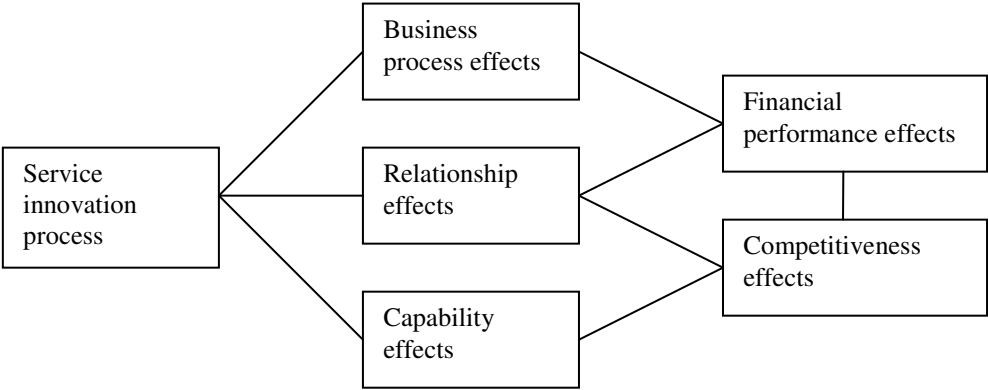 Service
innovation
process
Business
process effects
Relationship
effects
Capability
effects
Financial
performance effects
Competitiveness
effects